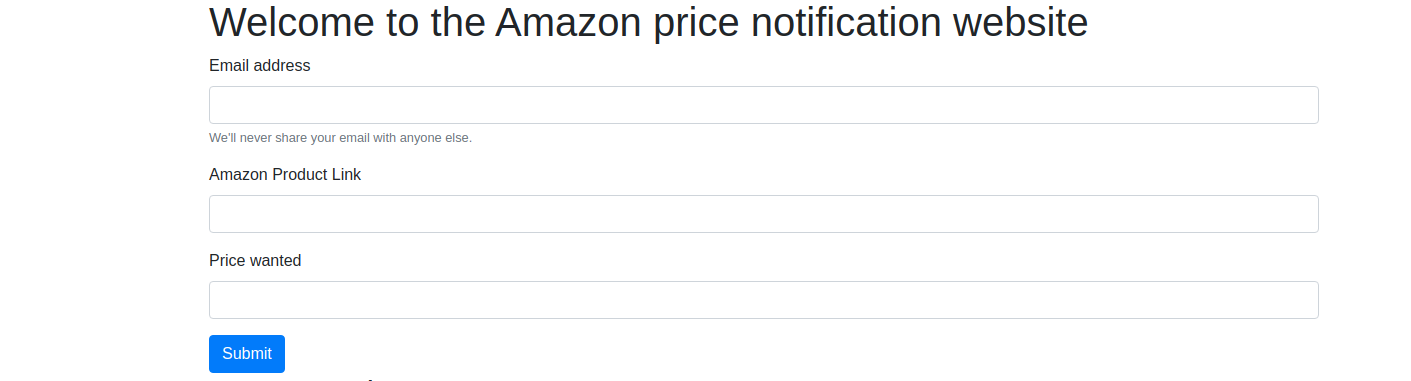 Welcome to the Amazon price notification website
Email address
We'll never share your email with anyone else.
Amazon Product Link
Price wanted
Submit